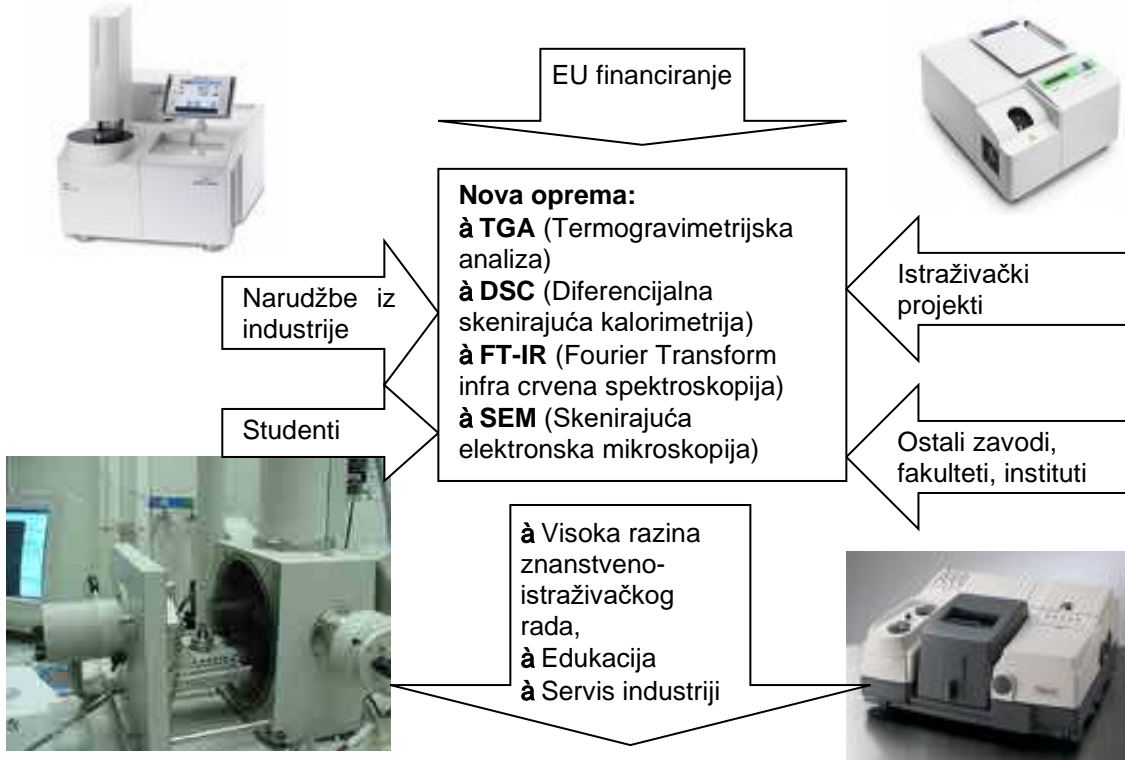 EU financiranje
Nova oprema:
à TGA (Termogravimetrijska
analiza)
à DSC (Diferencijalna
skenirajuća kalorimetrija)
à FT-IR (Fourier Transform
infra crvena spektroskopija)
à SEM (Skenirajuća
elektronska mikroskopija)
Narudžbe iz
industrije
Studenti
Istraživački
projekti
Ostali zavodi,
fakulteti, instituti
à Visoka razina
znanstveno-
istraživačkog
rada,
à Edukacija
à Servis industriji